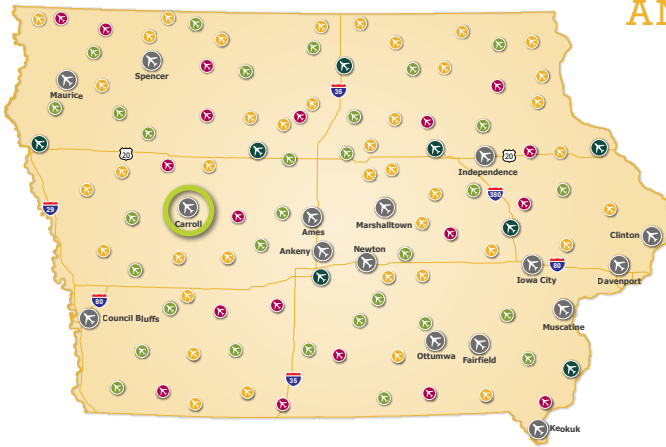 AN
Spencer
Maurice
35
20
20
Independence
380
29
Carroll
Ames
Marshalltown
Clinton
Ankeny
Newton
Iowa City
80
Davenport
80
Council Bluffs
Muscatine
Ottumwa
Fairfield
35
Keokuk